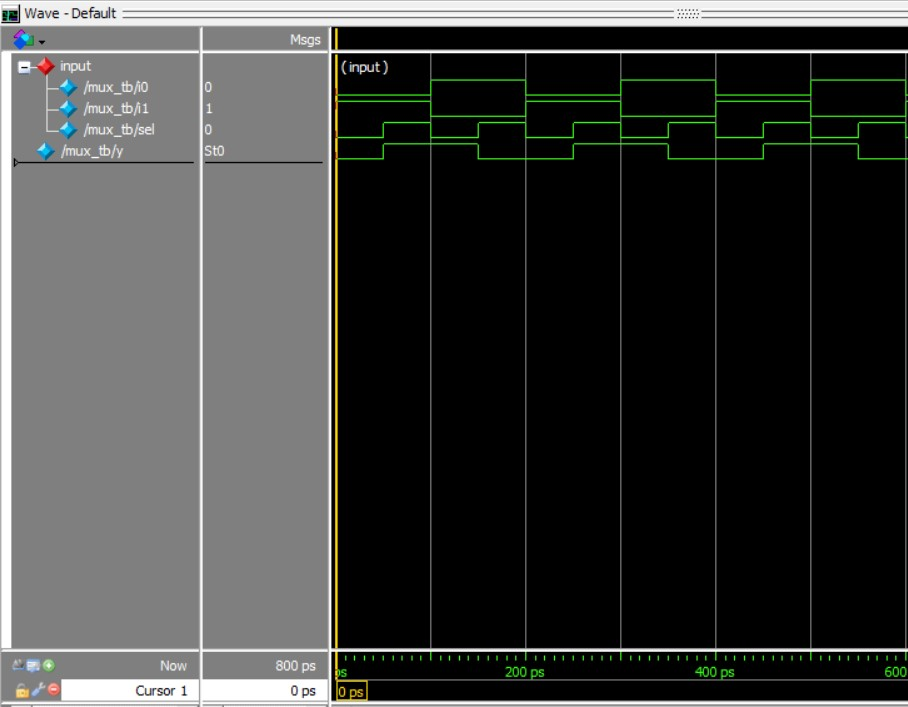 Wave - Default
Msgs
input
( input )
/mux_tb/i0 0
/mux_tb/i1 1
/mux_tb/sel 0
/mux_tb/y St0
Now 800 ps ps 200 ps 400 ps 600
Cursor 1 0 ps 0 ps